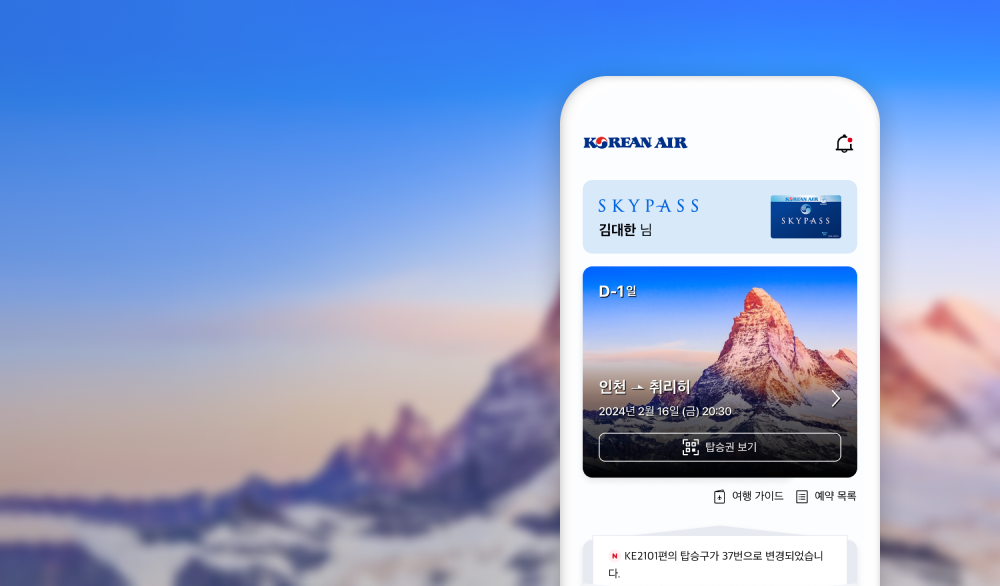 KOREAN AIR
SKYPASS
김대한 님
KOREAN AIR
SKYPASS
D-1일
인천 → 취리히
2024년 2월 16일 (금) 20:30
탑승권 보기
여행 가이드 예약 목록
N KE2101편의 탑승구가 37번으로 변경되었습니
다.